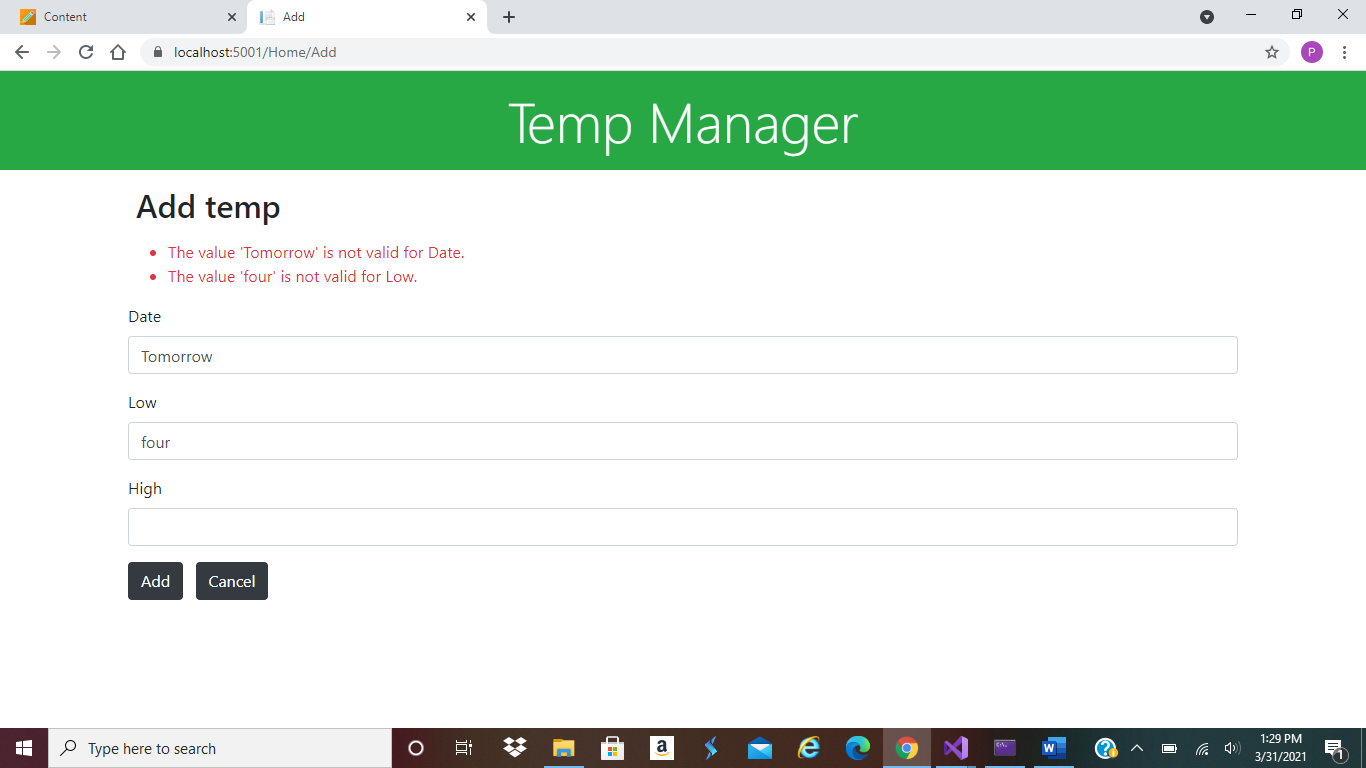 Content
Add
localhost:5001/Home/Add
P
Temp Manager
Add temp
The value 'Tomorrow' is not valid for Date.
The value 'four' is not valid for Low.
Date
Tomorrow
Low
four
High
Add Cancel
Type here to search
1:29 PM
3/31/2021
1